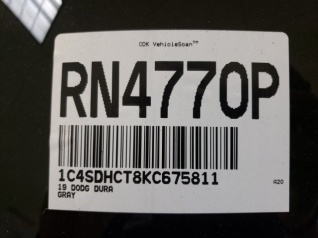 CDK VehicleScan™
RN4770P
1C4SDHCT8KC675811
19 DODG DURA
GRAY
A20